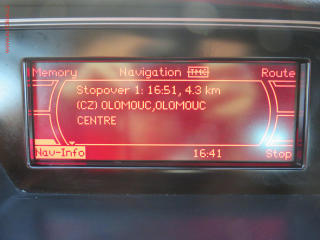 Memory Navigation TMC Route
Stopover 1: 16:51, 4.3 km
(CZ) OLOMOUC,OLOMOUC
CENTRE
Nav-Info 16:41 Stop